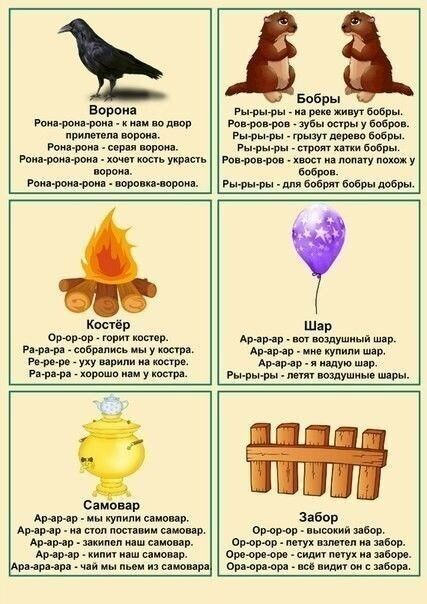 Ворона
Рона-рона-рона - к нам во двор
прилетела ворона.
Рона-рона - серая ворона.
Рона-рона-рона - хочет кость украсть
ворона.
Рона-рона-рона - воровка-ворона.
Бобры
Ры-ры-ры - на реке живут бобры.
Ров-ров-ров - зубы остры у бобров.
Ры-ры-ры - грызут дерево бобры.
Ры-ры-ры - строят хатки бобры.
Ров-ров-ров - хвост на лопату похож у
бобров.
Ры-ры-ры - для бобрят бобры добры.
Костёр
Ор-ор-ор - горит костер.
Ра-ра-ра - собрались мы у костра.
Ре-ре-ре - уху варили на костре.
Ра-ра-ра - хорошо нам у костра.
Шар
Ар-ар-ар - вот воздушный шар.
Ар-ар-ар - мне купили шар.
Ар-ар-ар - я надую шар.
Ры-ры-ры - летят воздушные шары.
Самовар
Ар-ар-ар - мы купили самовар.
Ар-ар-ар - на стол поставим самовар.
Ар-ар-ар - закипел наш самовар.
Ар-ар-ар - кипит наш самовар.
Ара-ара-ара - чай мы пьем из самовара
Забор
Ор-ор-ор - высокий забор.
Ор-ор-ор - петух взлетел на забор.
Оре-оре-оре - сидит петух на заборе.
Ора-ора-ора - всё видит он с забора.